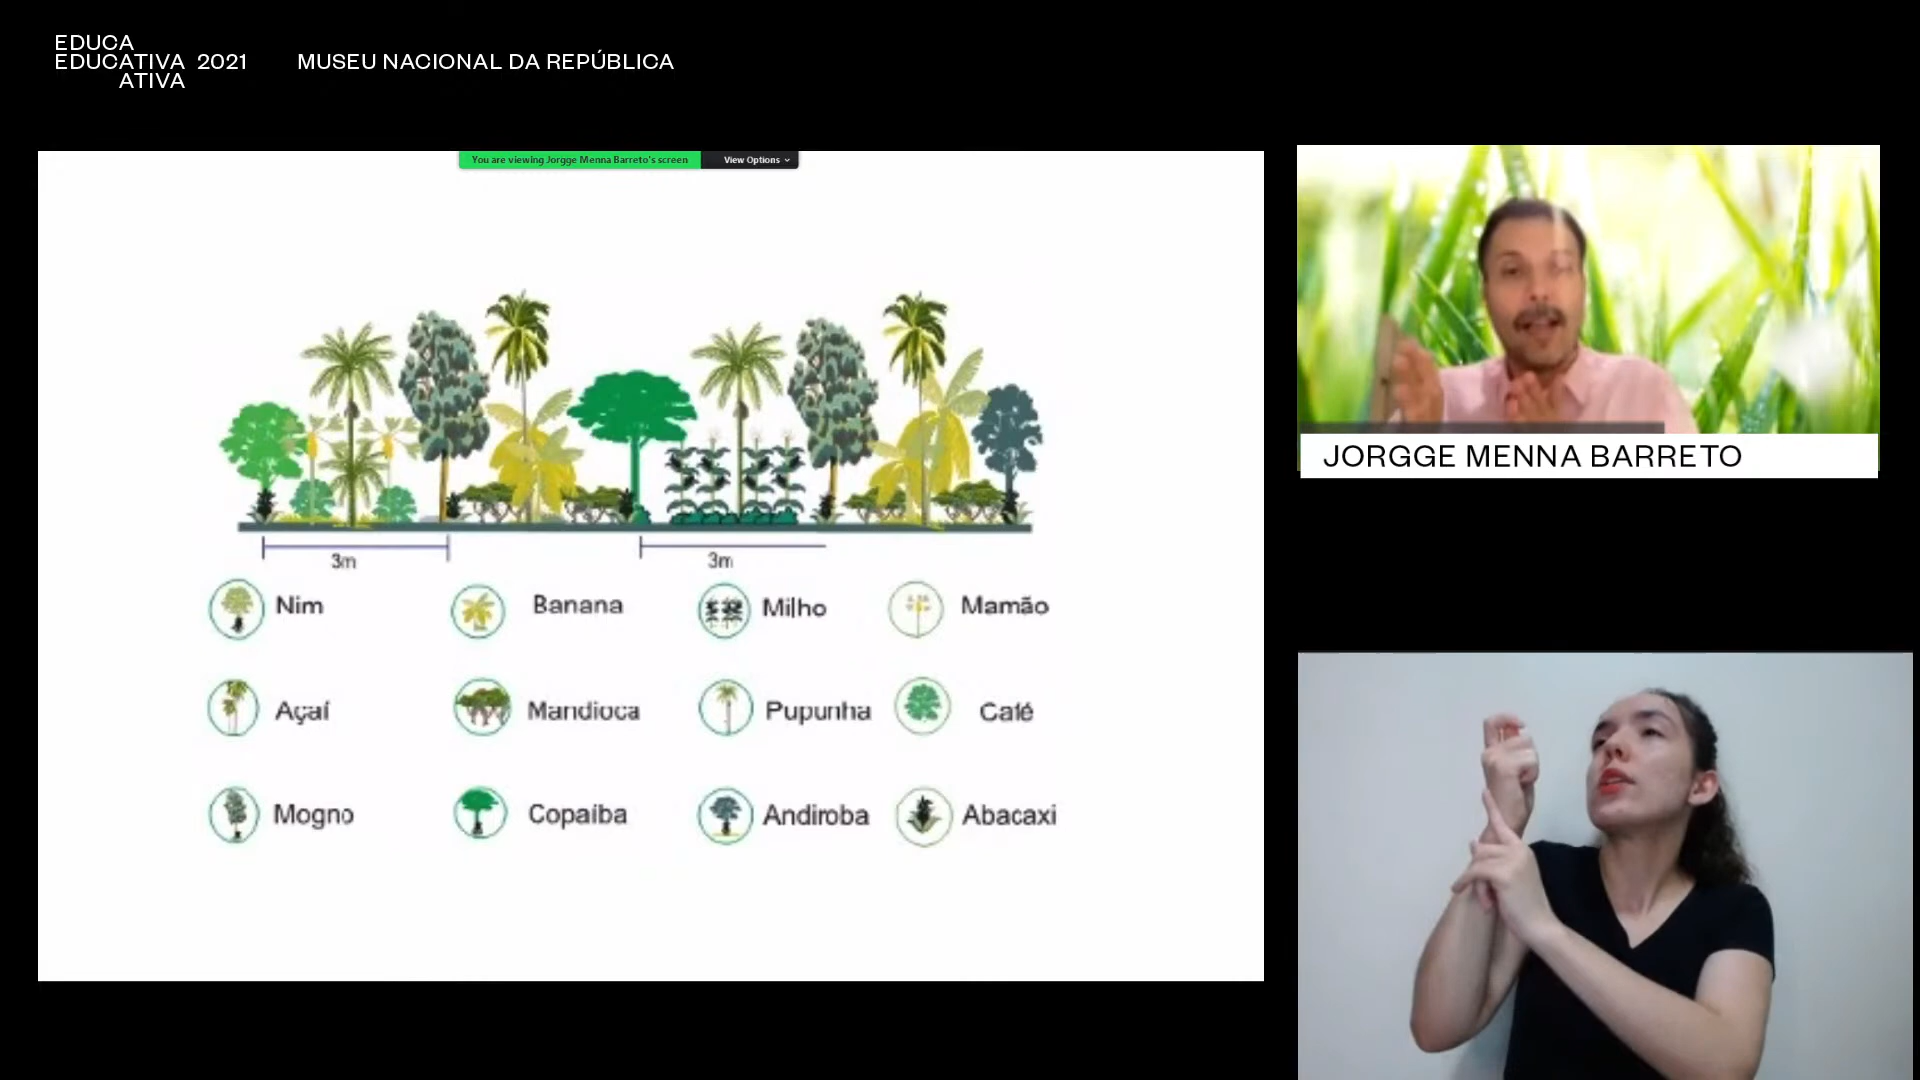 EDUCA
EDUCATIVA 2021
ATIVA
MUSEU NACIONAL DA REPÚBLICA
You are viewing Jorgge Menna Barreto's screen
View Options
3m
3m
Nim
Banana
Milho
Mamão
Açaí
Mandioca
Pupunha
Café
Mogno
Copaíba
Andiroba
Abacaxi
JORGGE MENNA BARRETO